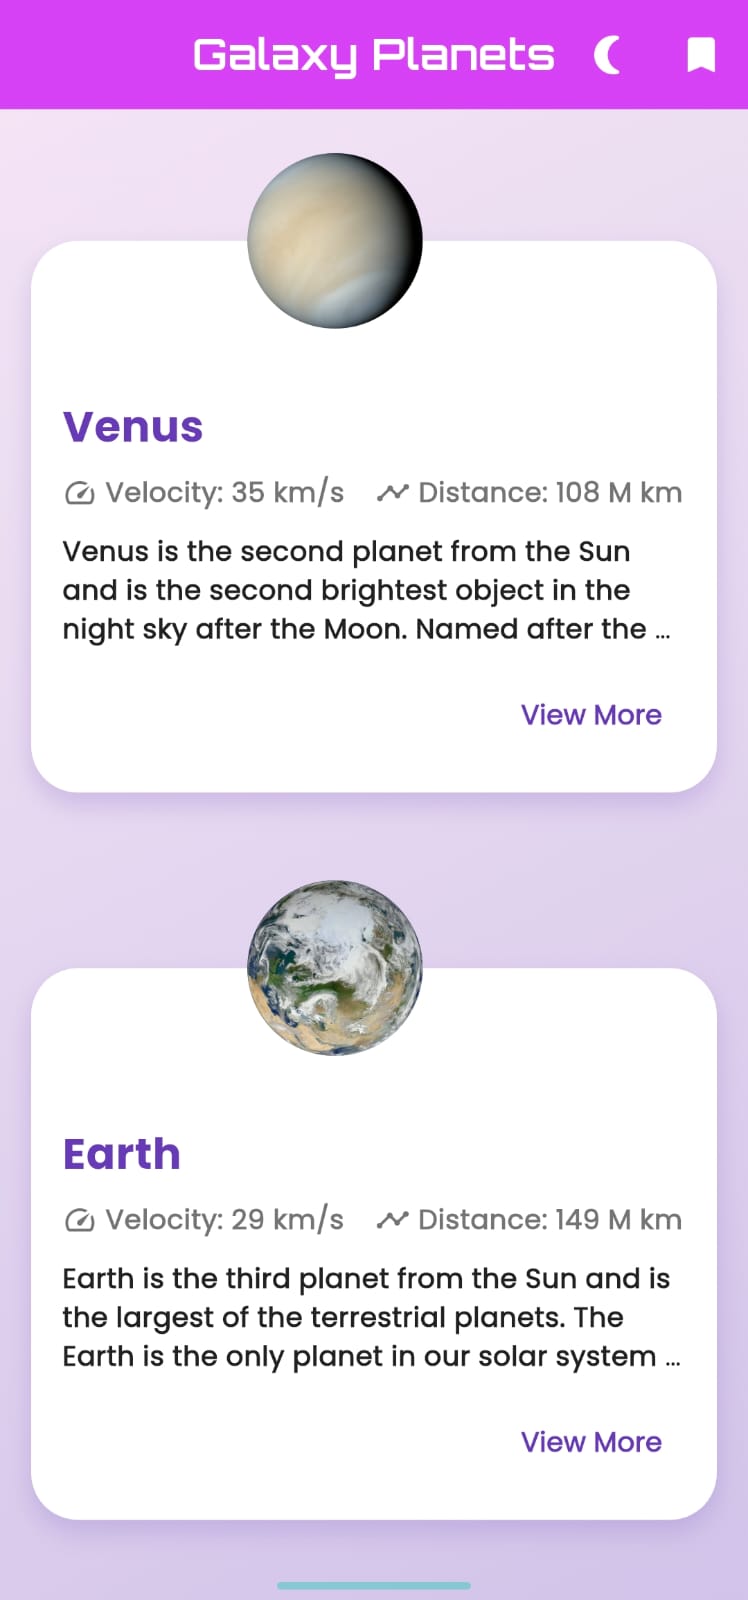 Galaxy Planets
Venus
Velocity: 35 km/s Distance: 108 M km
Venus is the second planet from the Sun
and is the second brightest object in the
night sky after the Moon. Named after the ...
View More
Earth
Velocity: 29 km/s Distance: 149 M km
Earth is the third planet from the Sun and is
the largest of the terrestrial planets. The
Earth is the only planet in our solar system ...
View More